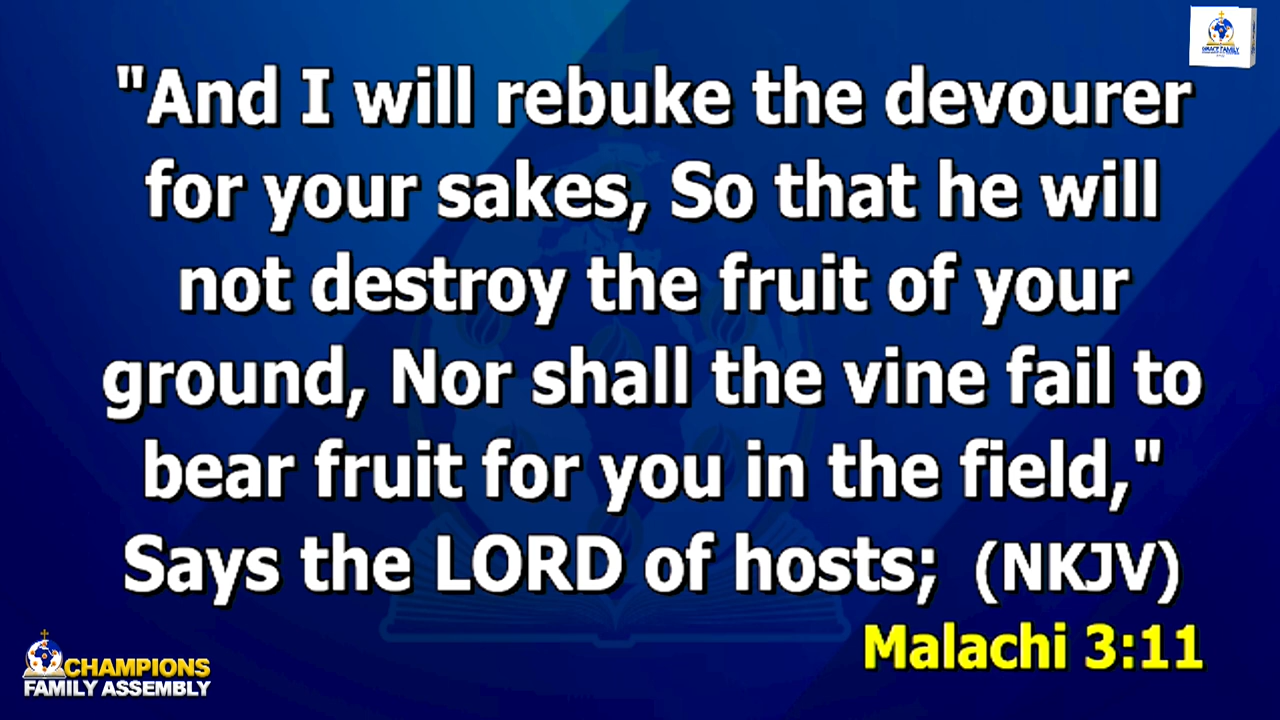 "And I will rebuke the devourer
for your sakes, So that he will
not destroy the fruit of your
ground, Nor shall the vine fail to
bear fruit for you in the field,"
Says the LORD of hosts; (NKJV)
Malachi 3:11
CHAMPIONS
FAMILY ASSEMBLY
GRACE FAMILY